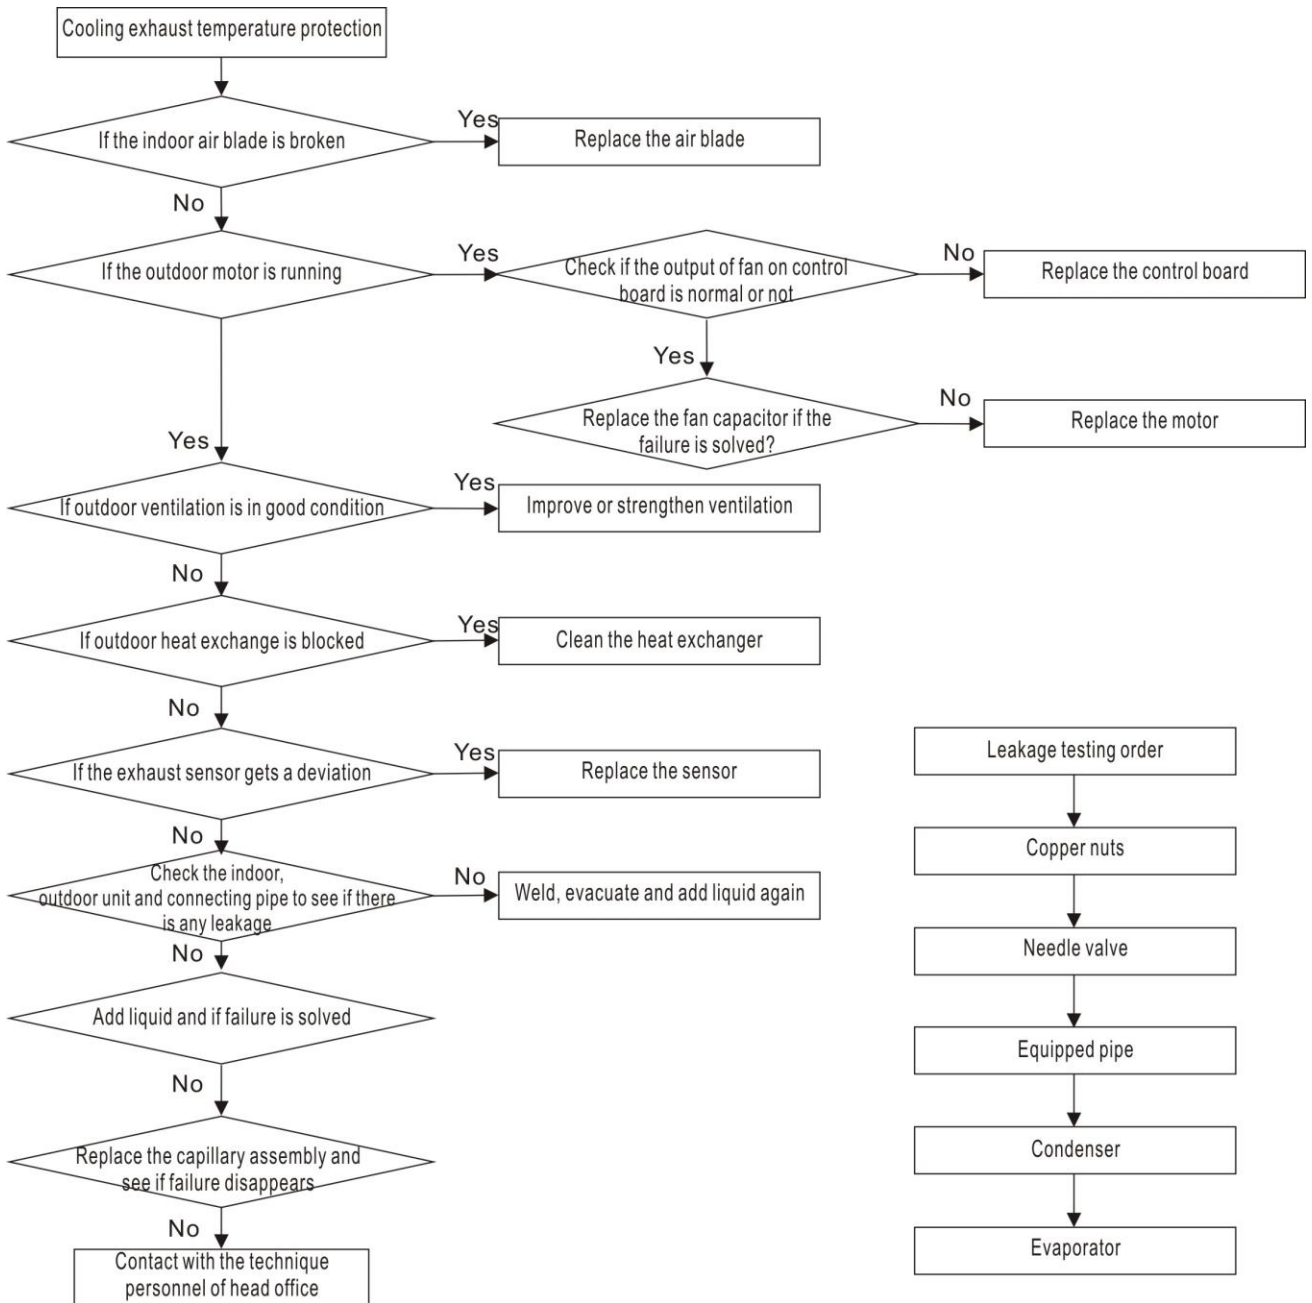 Cooling exhaust temperature protection
If the indoor air blade is broken
Yes
Replace the air blade
No
If the outdoor motor is running
Yes
Check if the output of fan on control
board is normal or not
No
Replace the control board
Yes
Replace the fan capacitor if the
failure is solved?
No
Replace the motor
Yes
If outdoor ventilation is in good condition
Yes
Improve or strengthen ventilation
No
If outdoor heat exchange is blocked
Yes
Clean the heat exchanger
No
If the exhaust sensor gets a deviation
Yes
Replace the sensor
No
Check the indoor,
outdoor unit and connecting pipe to see if there
is any leakage
No
Weld, evacuate and add liquid again
No
Add liquid and if failure is solved
No
Replace the capillary assembly and
see if failure disappears
No
Contact with the technique
personnel of head office
Leakage testing order
Copper nuts
Needle valve
Equipped pipe
Condenser
Evaporator